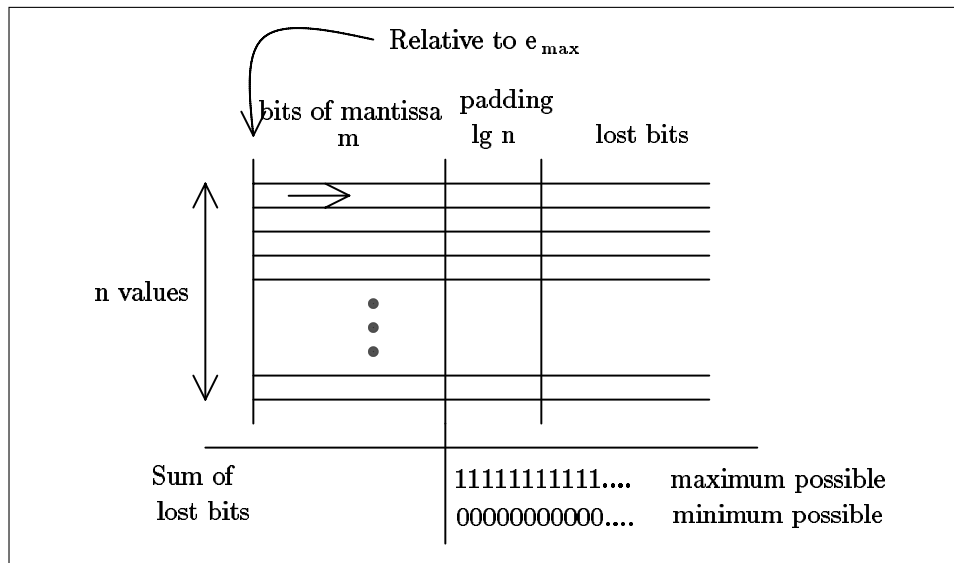 Relative to e max
bits of mantissa
m
padding
lg n
lost bits
n values
Sum of
lost bits
11111111111.... maximum possible
00000000000.... minimum possible